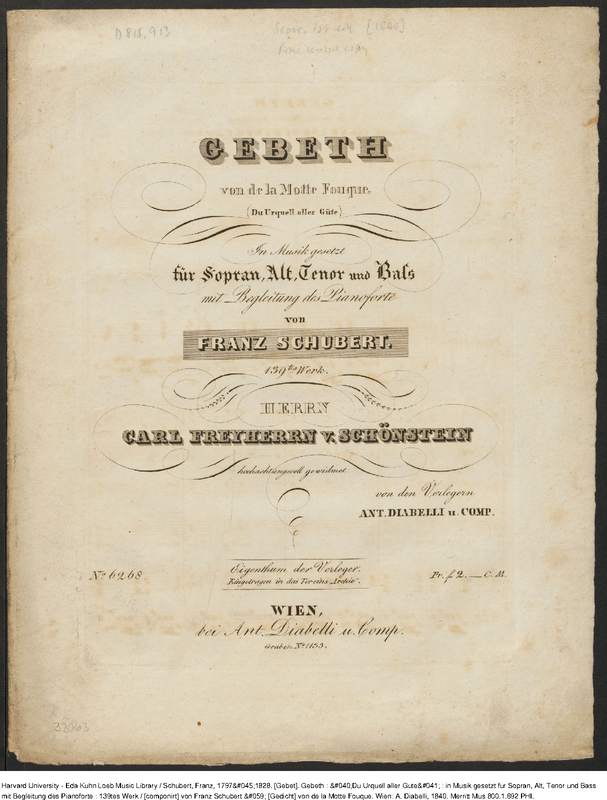 D 818, 913
[1840]
GEBETH
von de la Motte Fouque.
(Du Urquell aller Güte)
In Musik gesetzt
für Sopran, Alt, Tenor und Baſs
mit Begleitung des Pianoforte
von
FRANZ SCHUBERT.
139tes Werk.
HERRN
CARL FREYHERRN v. SCHÖNSTEIN
hochachtungsvoll gewidmet
von den Verlegern
ANT. DIABELLI u. COMP.
No 6268
Eigenthum der Verleger.
Eingetragen in das Vereins-Archiv.
Pr. f 2. _ C. M.
WIEN,
bei Ant. Diabelli u. Comp.
Graben No 1133.
Harvard University - Eda Kuhn Loeb Music Library / Schubert, Franz, 1797&#045;1828. [Gebet]. Gebeth : &#040;Du Urquell aller Gute&#041; : in Musik gesetzt fur Sopran, Alt, Tenor und Bass
mit Begleitung des Pianoforte : 139tes Werk / [componirt] von Franz Schubert &#059; [Gedicht] von de la Motte Fouque. Wien: A. Diabelli, 1840. Merritt Mus 800.1.692 PHI,